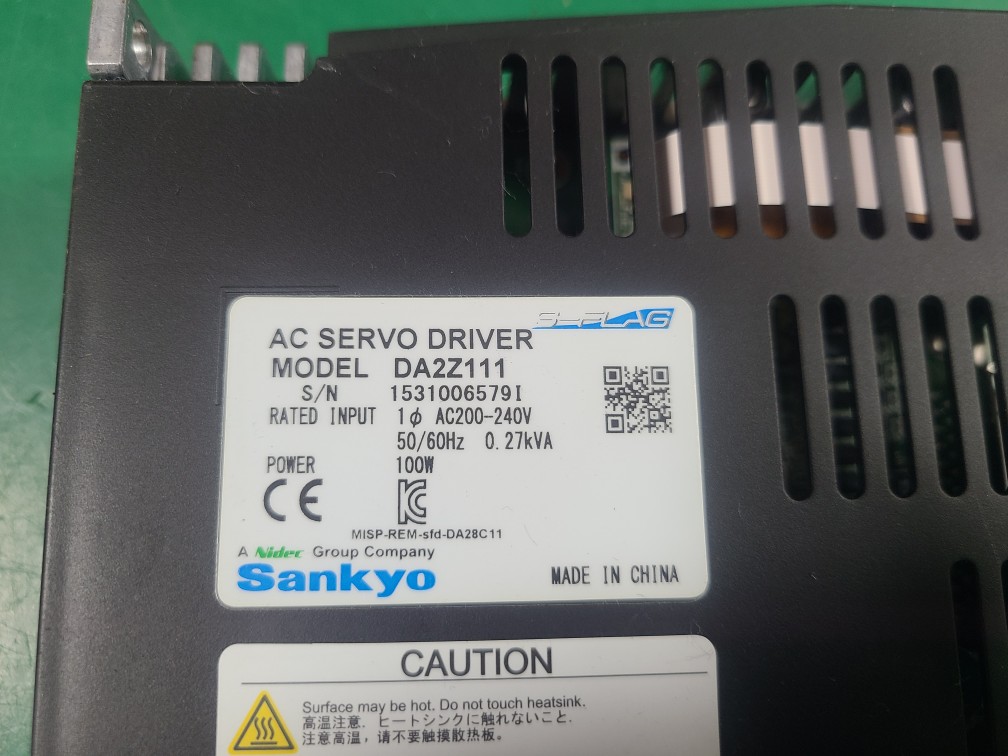 S-FLAG
AC SERVO DRIVER
MODEL DA2Z111
S/N 1531006579I
RATED INPUT 1ϕ AC200-240V
50/60Hz 0.27kVA
POWER 100W
CE
MISP-REM-sfd-DA28C11
A Nidec Group Company
Sankyo MADE IN CHINA
CAUTION
Surface may be hot. Do not touch heatsink.
高温注意. ヒートシンクに触れないこと.
注意高温，请不要触摸散热板。